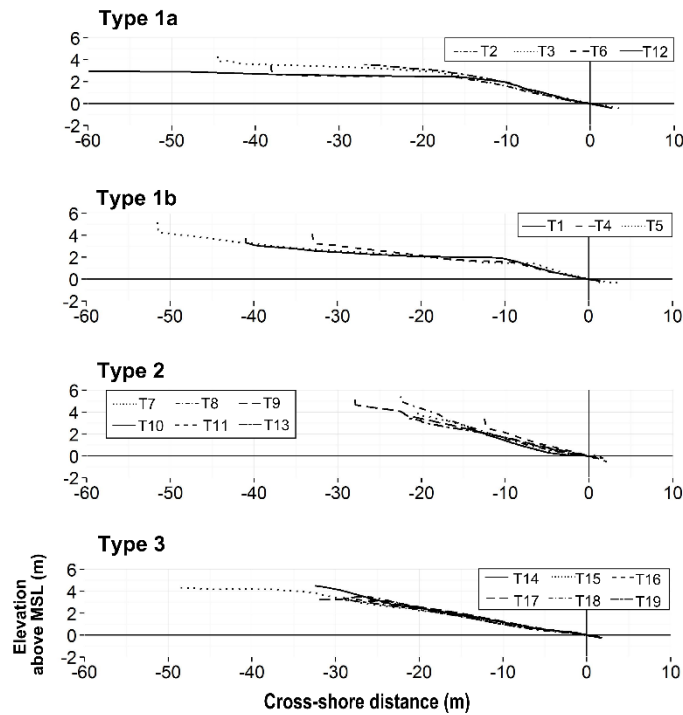 Type 1a
6
4
2
0
-2
T2 T3 T6 T12
-60 -50 -40 -30 -20 -10 0 10
Type 1b
6
4
2
0
-2
T1 T4 T5
-60 -50 -40 -30 -20 -10 0 10
Type 2
6
4
2
0
-2
T7 T8 T9
T10 T11 T13
-60 -50 -40 -30 -20 -10 0 10
Type 3
6
4
2
0
-2
T14 T15 T16
T17 T18 T19
-60 -50 -40 -30 -20 -10 0 10
Elevation
above MSL (m)
Cross-shore distance (m)